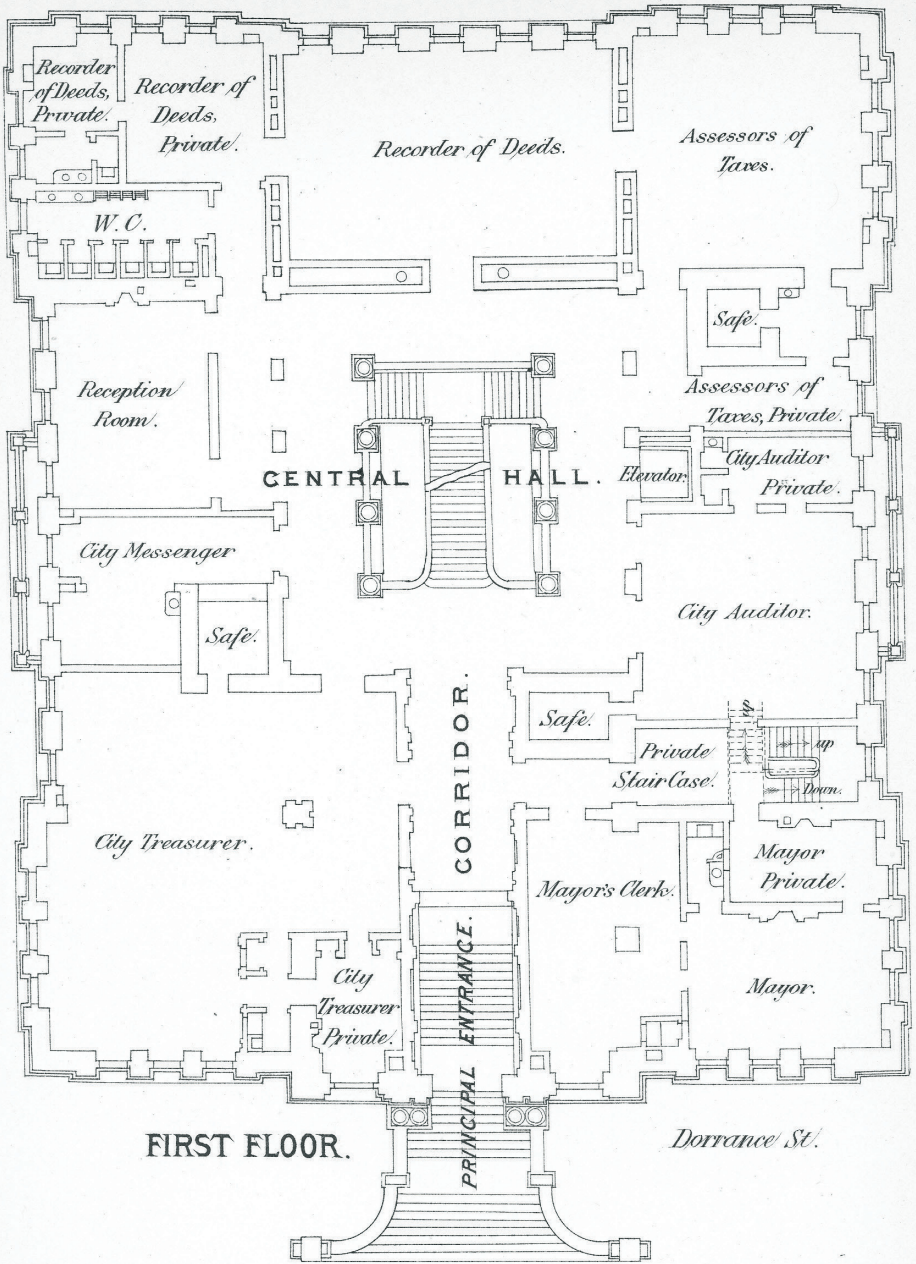 Recorder
of Deeds,
Private.
Recorder of
Deeds,
Private.
Recorder of Deeds.
Assessors of
Taxes.
W.C.
Safe.
Reception
Room.
Assessors of
Taxes, Private.
CENTRAL HALL.
Elevator.
City Auditor
Private.
City Messenger
Safe.
City Auditor.
CORRIDOR.
Safe.
up
up
Private
Stair Case.
Down.
City Treasurer.
Mayor
Private.
Mayor's Clerk.
City
Treasurer
Private.
Mayor.
PRINCIPAL ENTRANCE.
FIRST FLOOR.
Dorrance St.